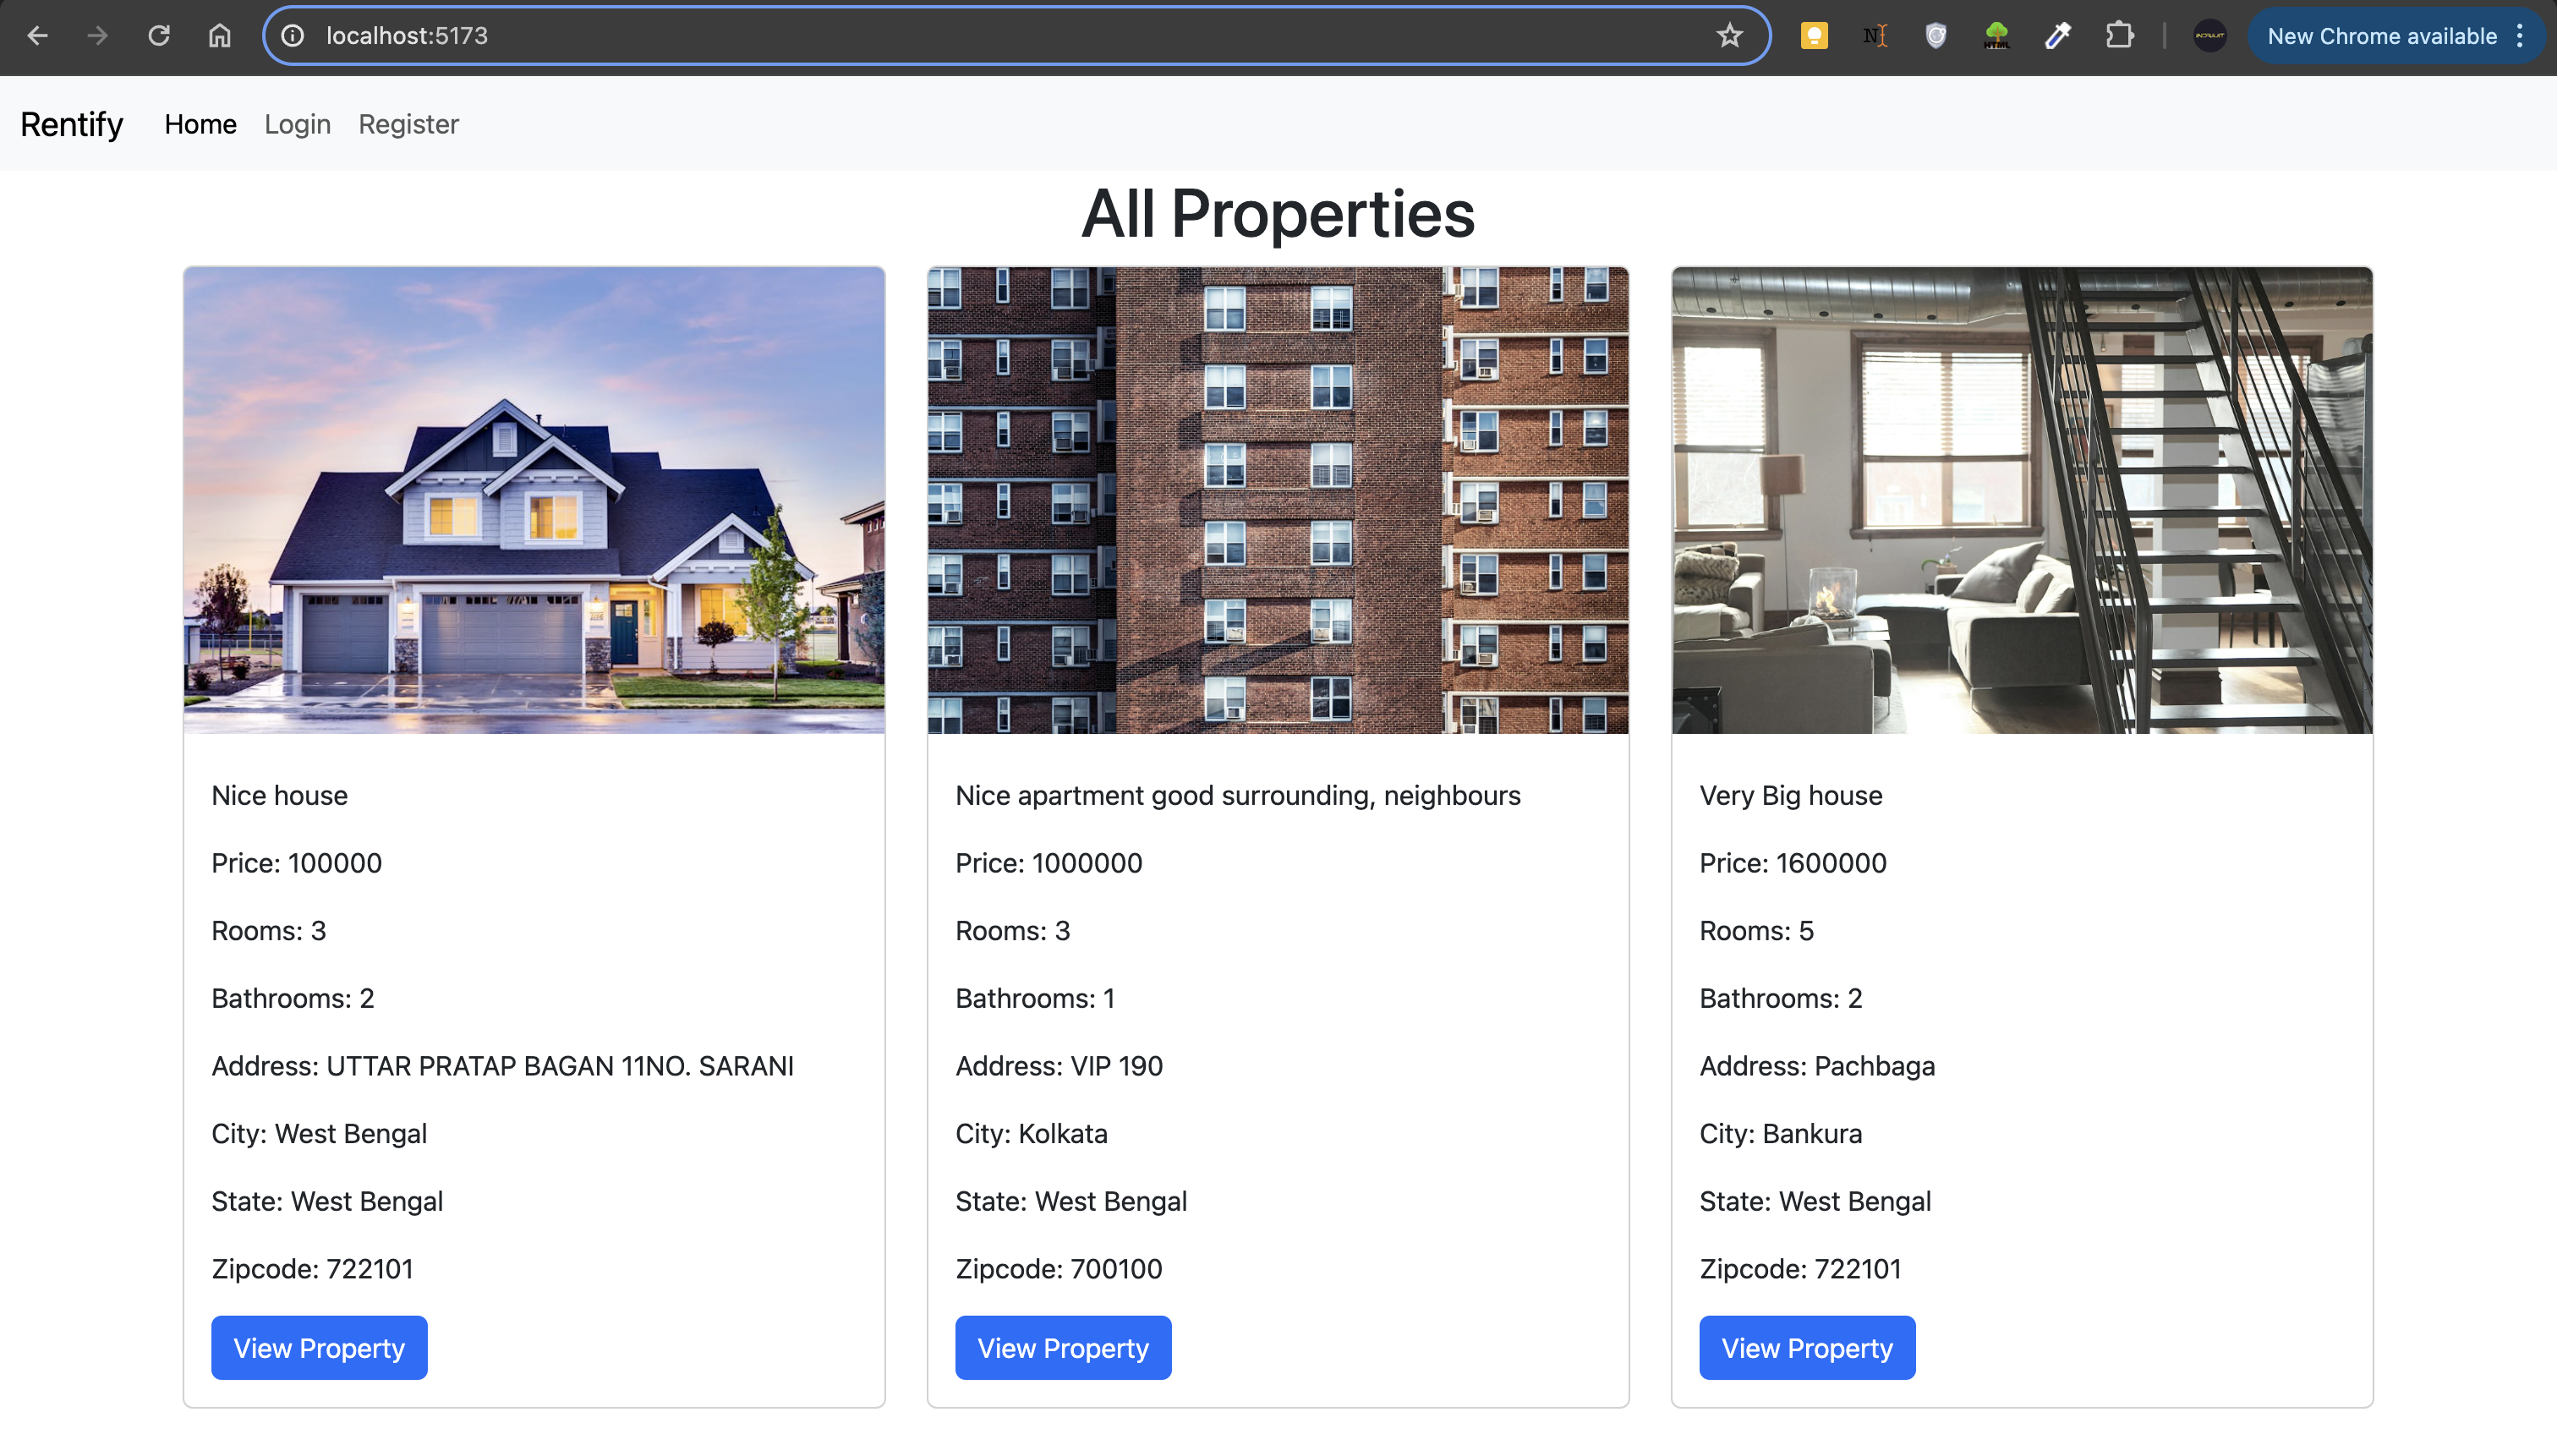 localhost:5173
New Chrome available
Rentify Home Login Register
All Properties
Nice house
Price: 100000
Rooms: 3
Bathrooms: 2
Address: UTTAR PRATAP BAGAN 11NO. SARANI
City: West Bengal
State: West Bengal
Zipcode: 722101
View Property
Nice apartment good surrounding, neighbours
Price: 1000000
Rooms: 3
Bathrooms: 1
Address: VIP 190
City: Kolkata
State: West Bengal
Zipcode: 700100
View Property
Very Big house
Price: 1600000
Rooms: 5
Bathrooms: 2
Address: Pachbaga
City: Bankura
State: West Bengal
Zipcode: 722101
View Property